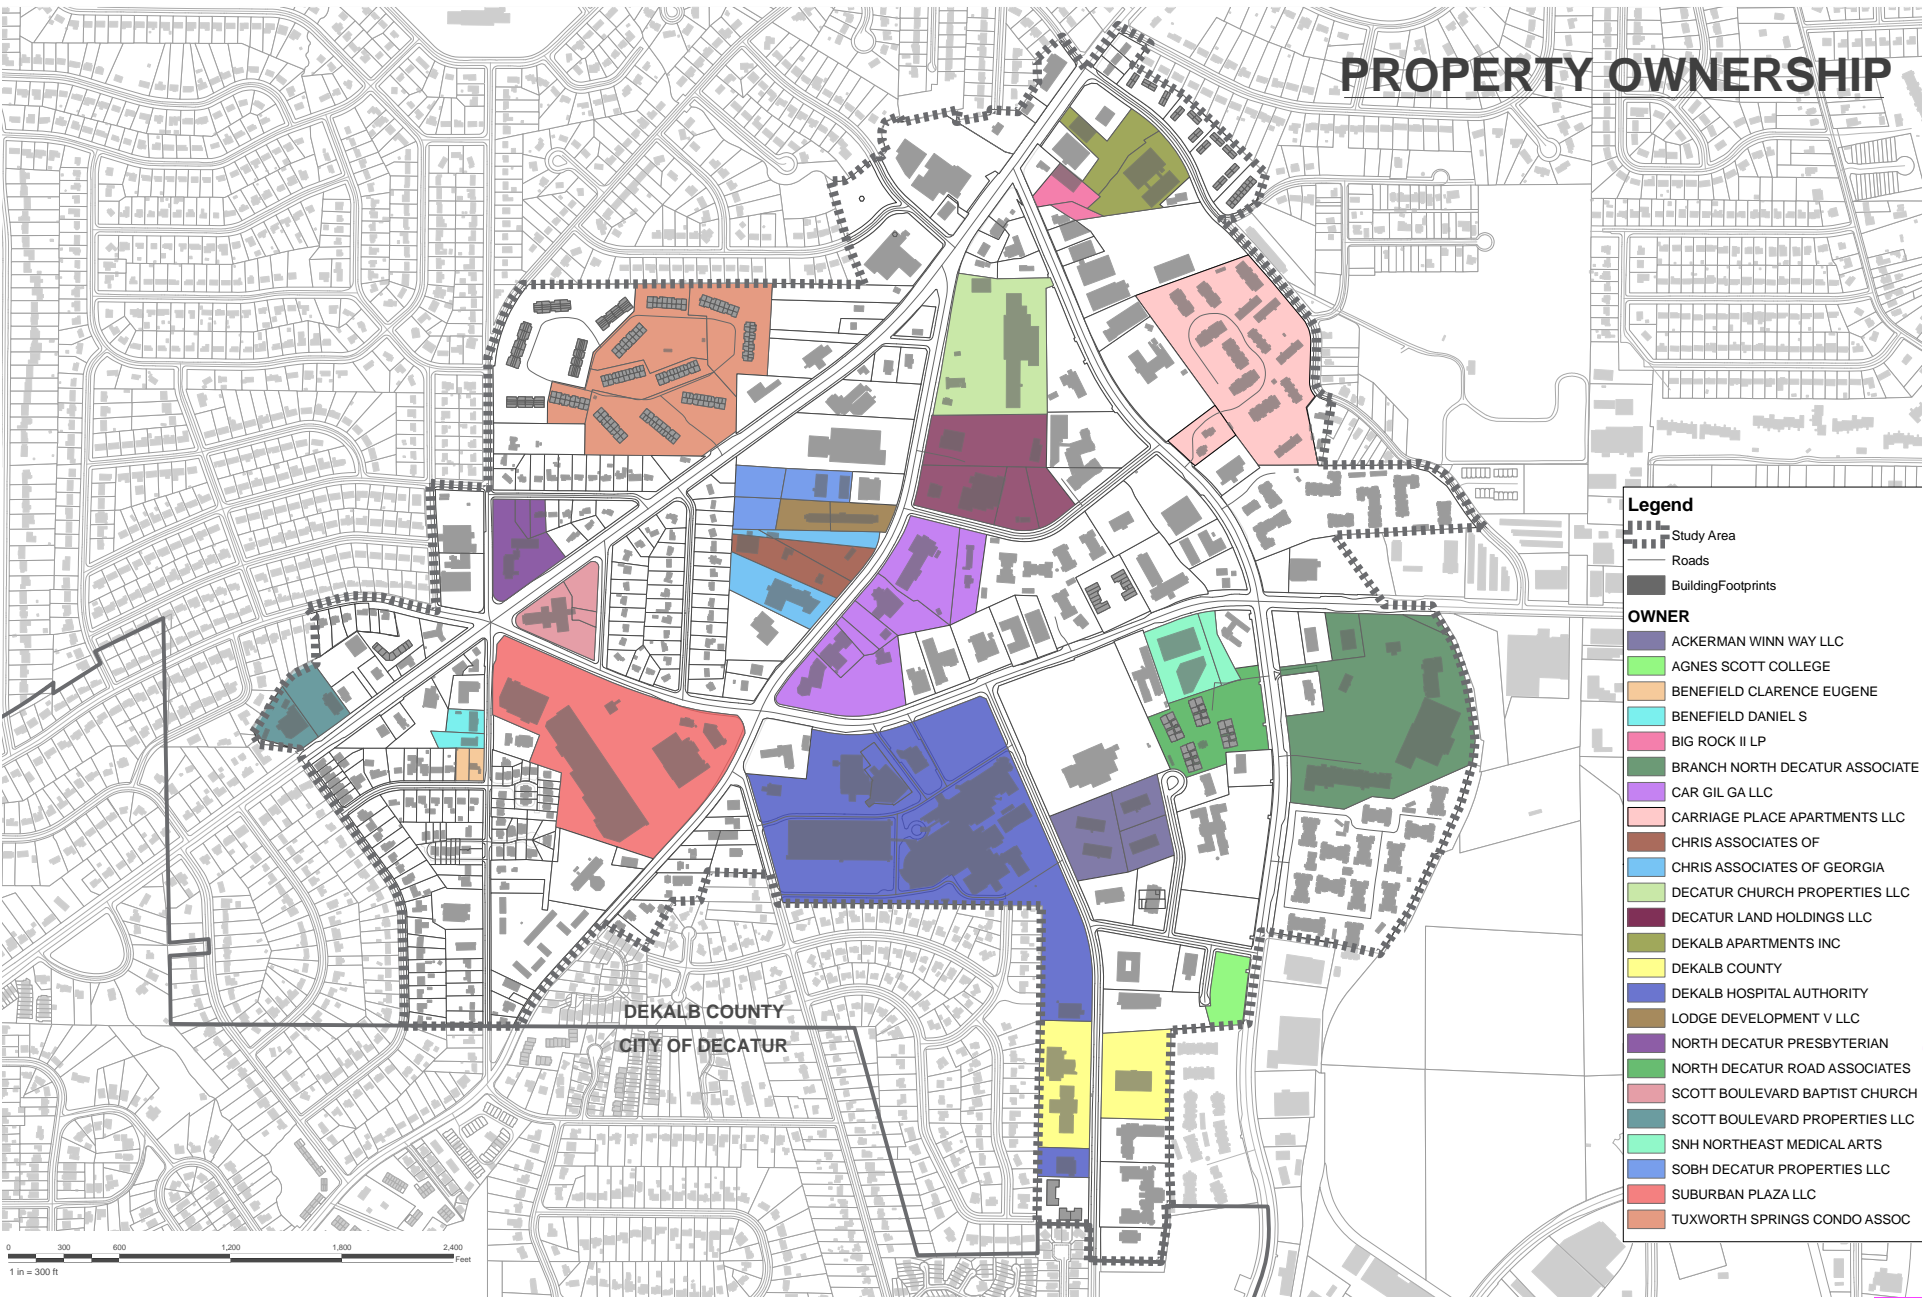 PROPERTY OWNERSHIP
Legend
Study Area
Roads
BuildingFootprints
OWNER
ACKERMAN WINN WAY LLC
AGNES SCOTT COLLEGE
BENEFIELD CLARENCE EUGENE
BENEFIELD DANIEL S
BIG ROCK II LP
BRANCH NORTH DECATUR ASSOCIATE
CAR GIL GA LLC
CARRIAGE PLACE APARTMENTS LLC
CHRIS ASSOCIATES OF
CHRIS ASSOCIATES OF GEORGIA
DECATUR CHURCH PROPERTIES LLC
DECATUR LAND HOLDINGS LLC
DEKALB APARTMENTS INC
DEKALB COUNTY
DEKALB HOSPITAL AUTHORITY
LODGE DEVELOPMENT V LLC
NORTH DECATUR PRESBYTERIAN
NORTH DECATUR ROAD ASSOCIATES
SCOTT BOULEVARD BAPTIST CHURCH
SCOTT BOULEVARD PROPERTIES LLC
SNH NORTHEAST MEDICAL ARTS
SOBH DECATUR PROPERTIES LLC
SUBURBAN PLAZA LLC
TUXWORTH SPRINGS CONDO ASSOC
DEKALB COUNTY
CITY OF DECATUR
0 300 600 1,200 1,800 2,400
Feet
1 in = 300 ft